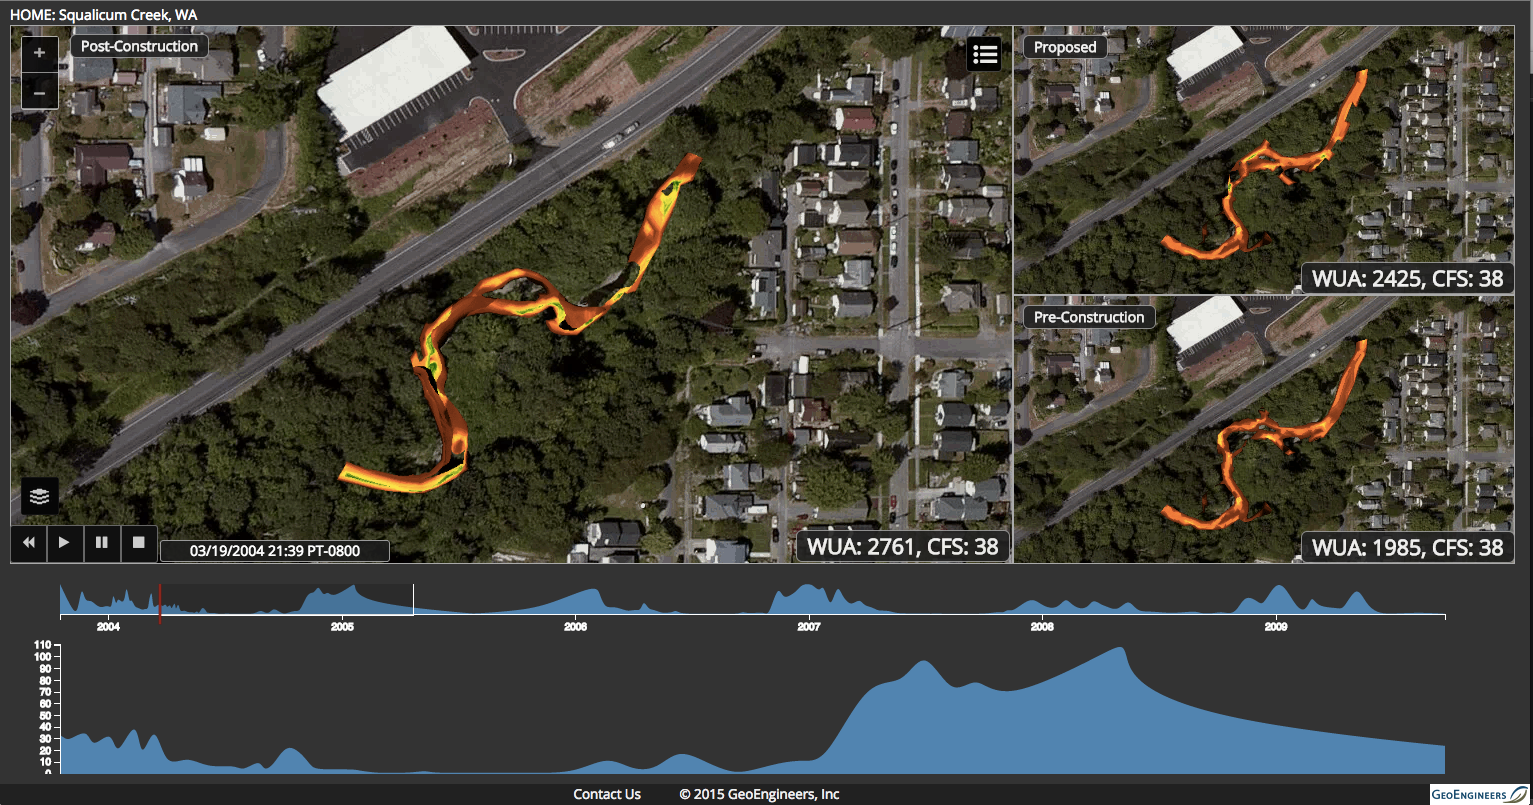 HOME: Squalicum Creek, WA
+
Post-Construction
−
Proposed
WUA: 2425, CFS: 38
Pre-Construction
03/19/2004 21:39 PT-0800
WUA: 2761, CFS: 38
WUA: 1985, CFS: 38
2004 2005 2006 2007 2008 2009
110
100
90
80
70
60
50
40
30
20
10
0
Contact Us © 2015 GeoEngineers, Inc
GEOENGINEERS